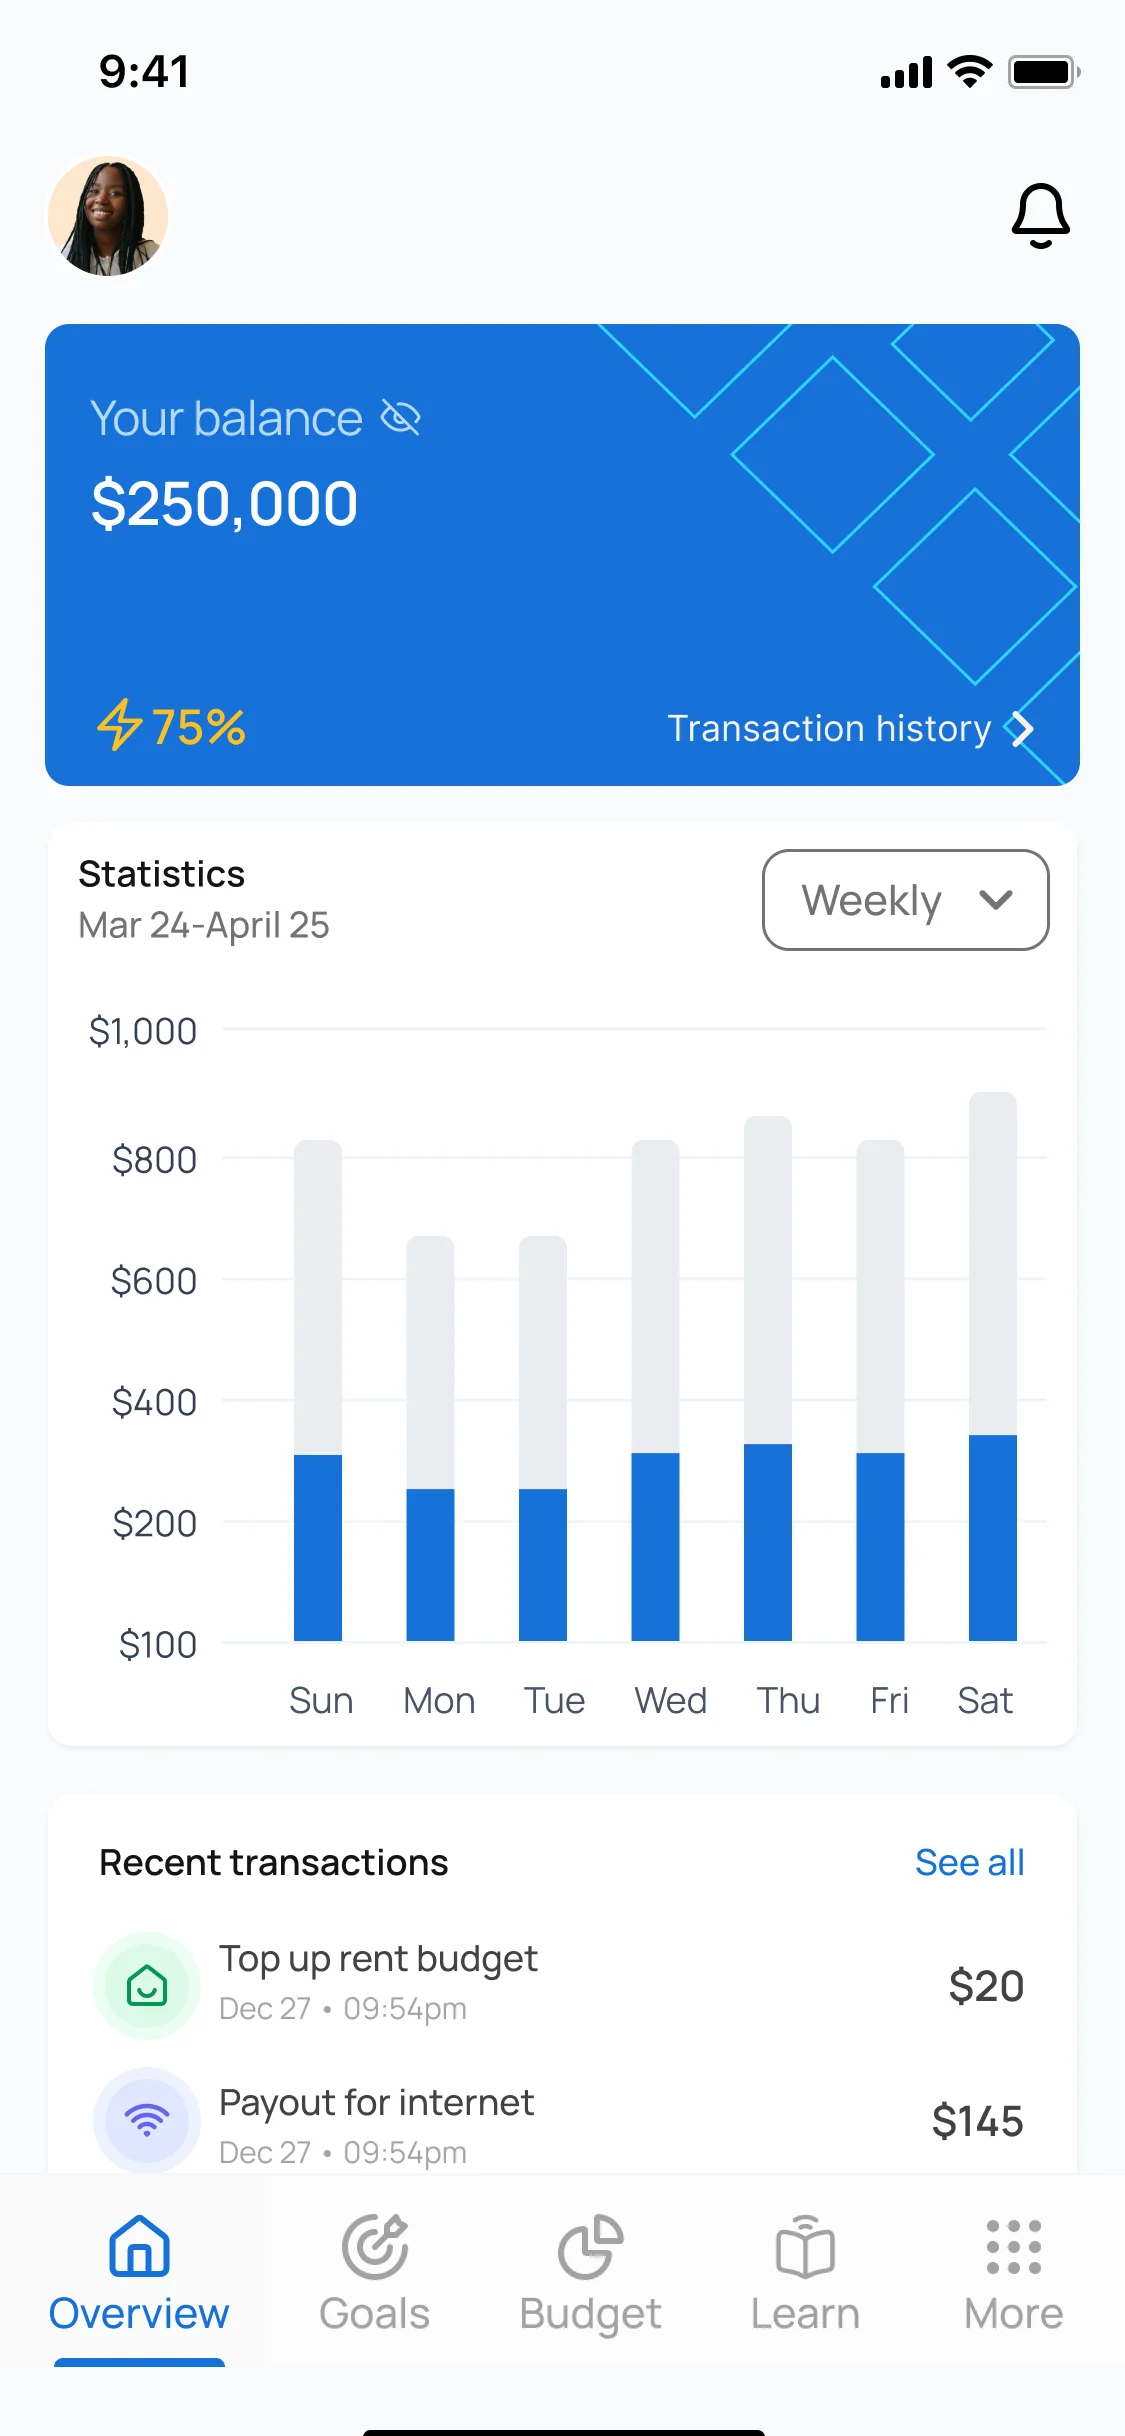 9:41
Your balance
$250,000
75%
Transaction history
Statistics
Mar 24-April 25
Weekly
$1,000
$800
$600
$400
$200
$100
Sun Mon Tue Wed Thu Fri Sat
Recent transactions
See all
Top up rent budget
Dec 27 • 09:54pm
$20
Payout for internet
Dec 27 • 09:54pm
$145
Overview Goals Budget Learn More